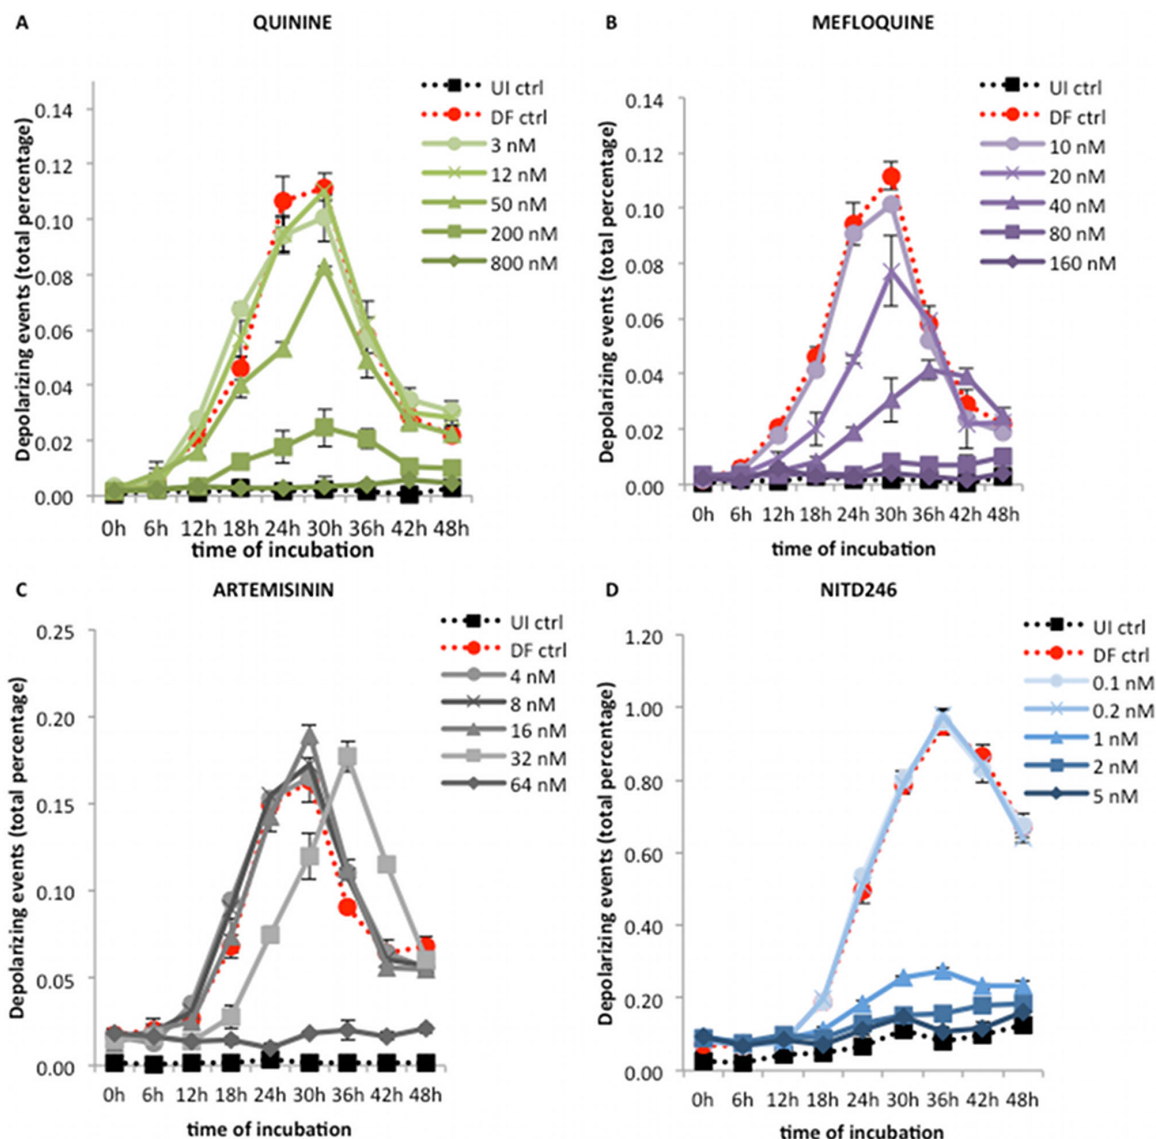 A QUININE
Depolarizing events (total percentage)
0.14
0.12
0.10
0.08
0.06
0.04
0.02
0.00
0h 6h 12h 18h 24h 30h 36h 42h 48h
time of incubation
UI ctrl
DF ctrl
3 nM
12 nM
50 nM
200 nM
800 nM
B MEFLOQUINE
Depolarizing events (total percentage)
0.14
0.12
0.10
0.08
0.06
0.04
0.02
0.00
0h 6h 12h 18h 24h 30h 36h 42h 48h
time of incubation
UI ctrl
DF ctrl
10 nM
20 nM
40 nM
80 nM
160 nM
C ARTEMISININ
Depolarizing events (total percentage)
0.25
0.20
0.15
0.10
0.05
0.00
0h 6h 12h 18h 24h 30h 36h 42h 48h
time of incubation
UI ctrl
DF ctrl
4 nM
8 nM
16 nM
32 nM
64 nM
D NITD246
Depolarizing events (total percentage)
1.20
1.00
0.80
0.60
0.40
0.20
0.00
0h 6h 12h 18h 24h 30h 36h 42h 48h
time of incubation
UI ctrl
DF ctrl
0.1 nM
0.2 nM
1 nM
2 nM
5 nM